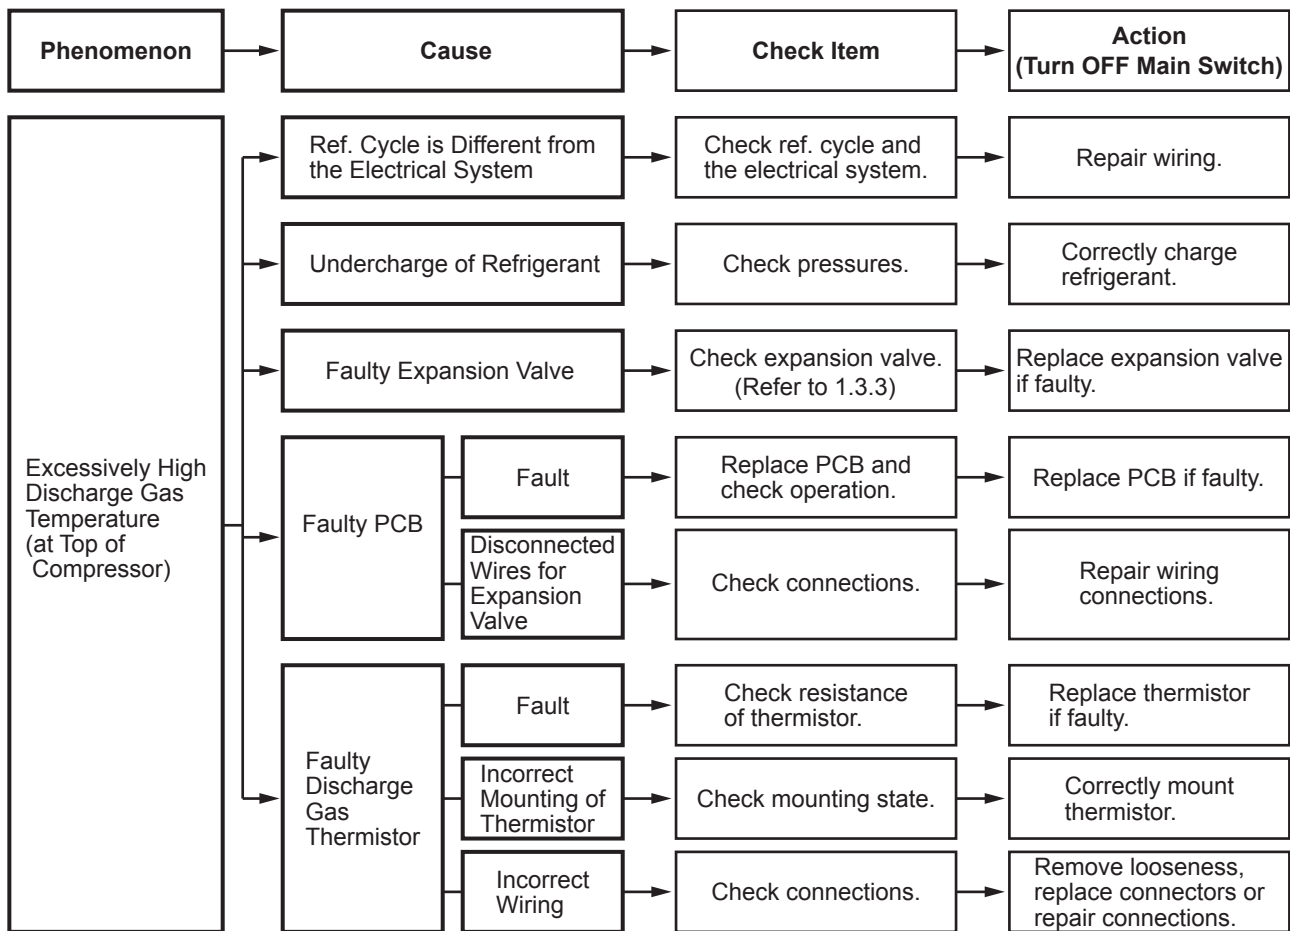 Phenomenon
Cause
Check Item
Action
(Turn OFF Main Switch)
Excessively High
Discharge Gas
Temperature
(at Top of
Compressor)
Ref. Cycle is Different from
the Electrical System
Check ref. cycle and
the electrical system.
Repair wiring.
Undercharge of Refrigerant
Check pressures.
Correctly charge
refrigerant.
Faulty Expansion Valve
Check expansion valve.
(Refer to 1.3.3)
Replace expansion valve
if faulty.
Faulty PCB
Fault
Replace PCB and
check operation.
Replace PCB if faulty.
Disconnected
Wires for
Expansion
Valve
Check connections.
Repair wiring
connections.
Faulty
Discharge
Gas
Thermistor
Fault
Check resistance
of thermistor.
Replace thermistor
if faulty.
Incorrect
Mounting of
Thermistor
Check mounting state.
Correctly mount
thermistor.
Incorrect
Wiring
Check connections.
Remove looseness,
replace connectors or
repair connections.